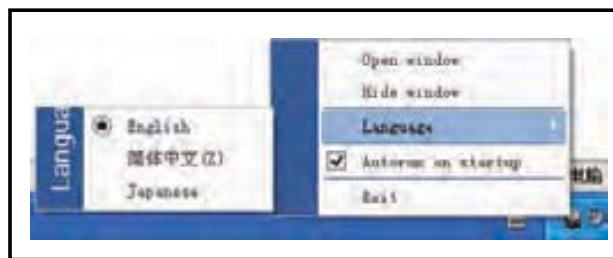 Open window
Hide window
Language
Autorun on startup
Exit
Langua
English
简体中文(Z)
Japanese